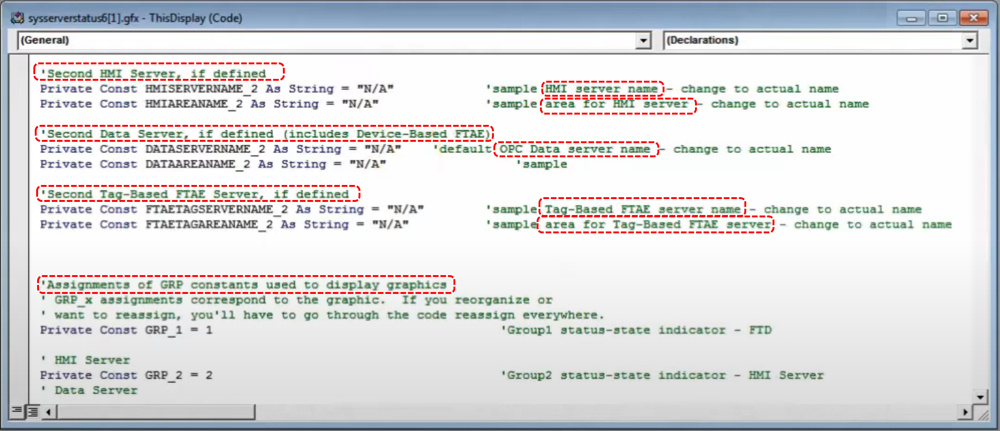 sysserverstatus6[1].gfx - ThisDisplay (Code)
(General) (Declarations)
'Second HMI Server, if defined
Private Const HMISERVERNAME_2 As String = "N/A" 'sample HMI server name - change to actual name
Private Const HMIAREANAME_2 As String = "N/A" 'sample area for HMI server - change to actual name
'Second Data Server, if defined (includes Device-Based FTAE)
Private Const DATASERVERNAME_2 As String = "N/A" 'default OPC Data server name - change to actual name
Private Const DATAAREANAME_2 As String = "N/A" 'sample
'Second Tag-Based FTAE Server, if defined
Private Const FTAETAGSERVERNAME_2 As String = "N/A" 'sample Tag-Based FTAE server name - change to actual name
Private Const FTAETAGAREANAME_2 As String = "N/A" 'sample area for Tag-Based FTAE server - change to actual name
'Assignments of GRP constants used to display graphics
' GRP_x assignments correspond to the graphic. If you reorganize or
' want to reassign, you'll have to go through the code reassign everywhere.
Private Const GRP_1 = 1 'Group1 status-state indicator - FTD
' HMI Server
Private Const GRP_2 = 2 'Group2 status-state indicator - HMI Server
' Data Server